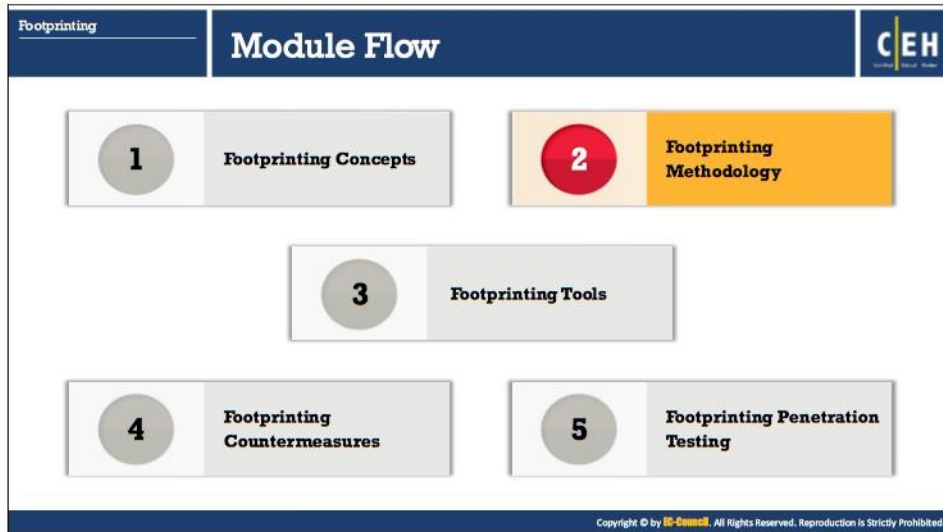 Footprinting
Module Flow
C|EH
1
Footprinting Concepts
2
Footprinting
Methodology
3
Footprinting Tools
4
Footprinting
Countermeasures
5
Footprinting Penetration
Testing
Copyright © by EC-Council. All Rights Reserved. Reproduction is Strictly Prohibited